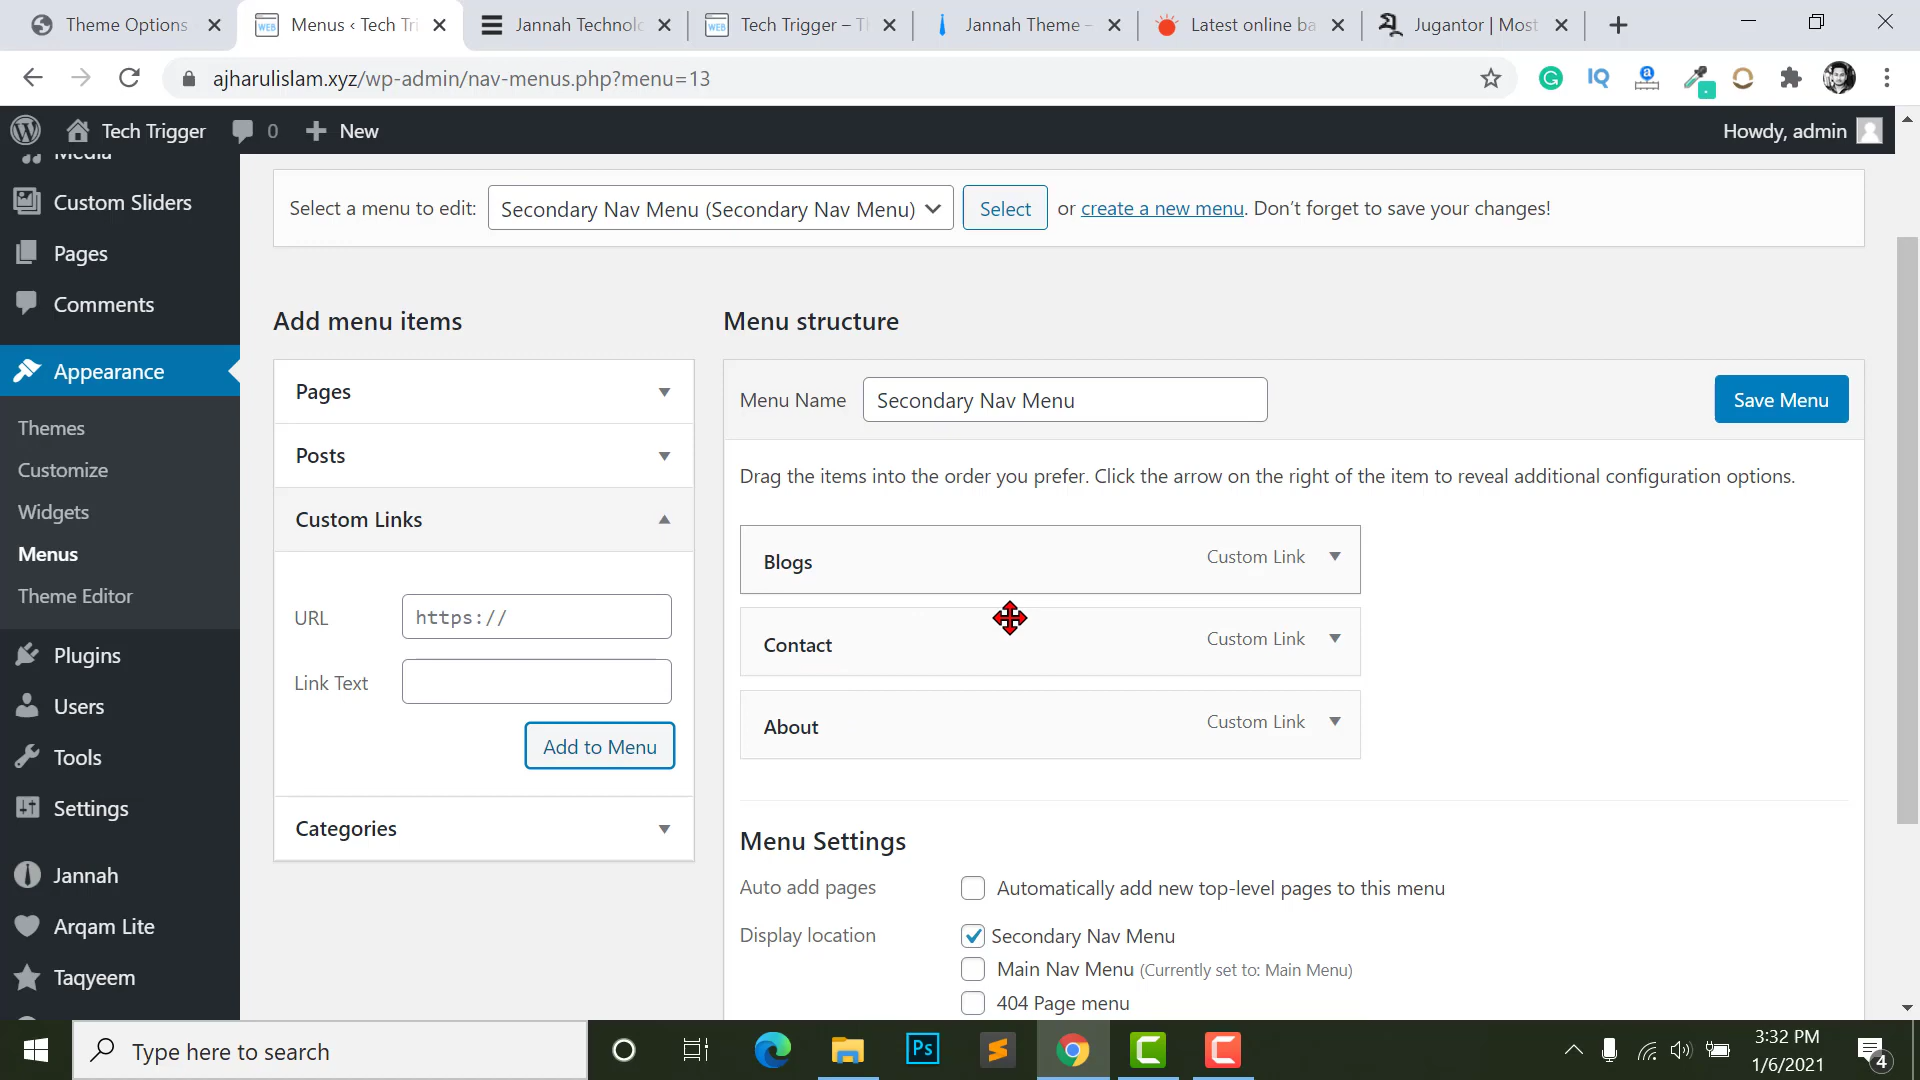 Theme Options
Menus ‹ Tech Tri
Jannah Technolo
Tech Trigger – T
Jannah Theme –
Latest online ba
Jugantor | Most
ajharulislam.xyz/wp-admin/nav-menus.php?menu=13
IQ
Tech Trigger
0
New
Howdy, admin
Media
Custom Sliders
Pages
Comments
Appearance
Themes
Customize
Widgets
Menus
Theme Editor
Plugins
Users
Tools
Settings
Jannah
Arqam Lite
Taqyeem
Select a menu to edit:
Secondary Nav Menu (Secondary Nav Menu)
Select
or create a new menu. Don’t forget to save your changes!
Add menu items
Pages
Posts
Custom Links
URL
https://
Link Text
Add to Menu
Categories
Menu structure
Menu Name
Secondary Nav Menu
Save Menu
Drag the items into the order you prefer. Click the arrow on the right of the item to reveal additional configuration options.
Blogs
Custom Link
Contact
Custom Link
About
Custom Link
Menu Settings
Auto add pages
Automatically add new top-level pages to this menu
Display location
Secondary Nav Menu
Main Nav Menu (Currently set to: Main Menu)
404 Page menu
Type here to search
Ps
3:32 PM
1/6/2021
4